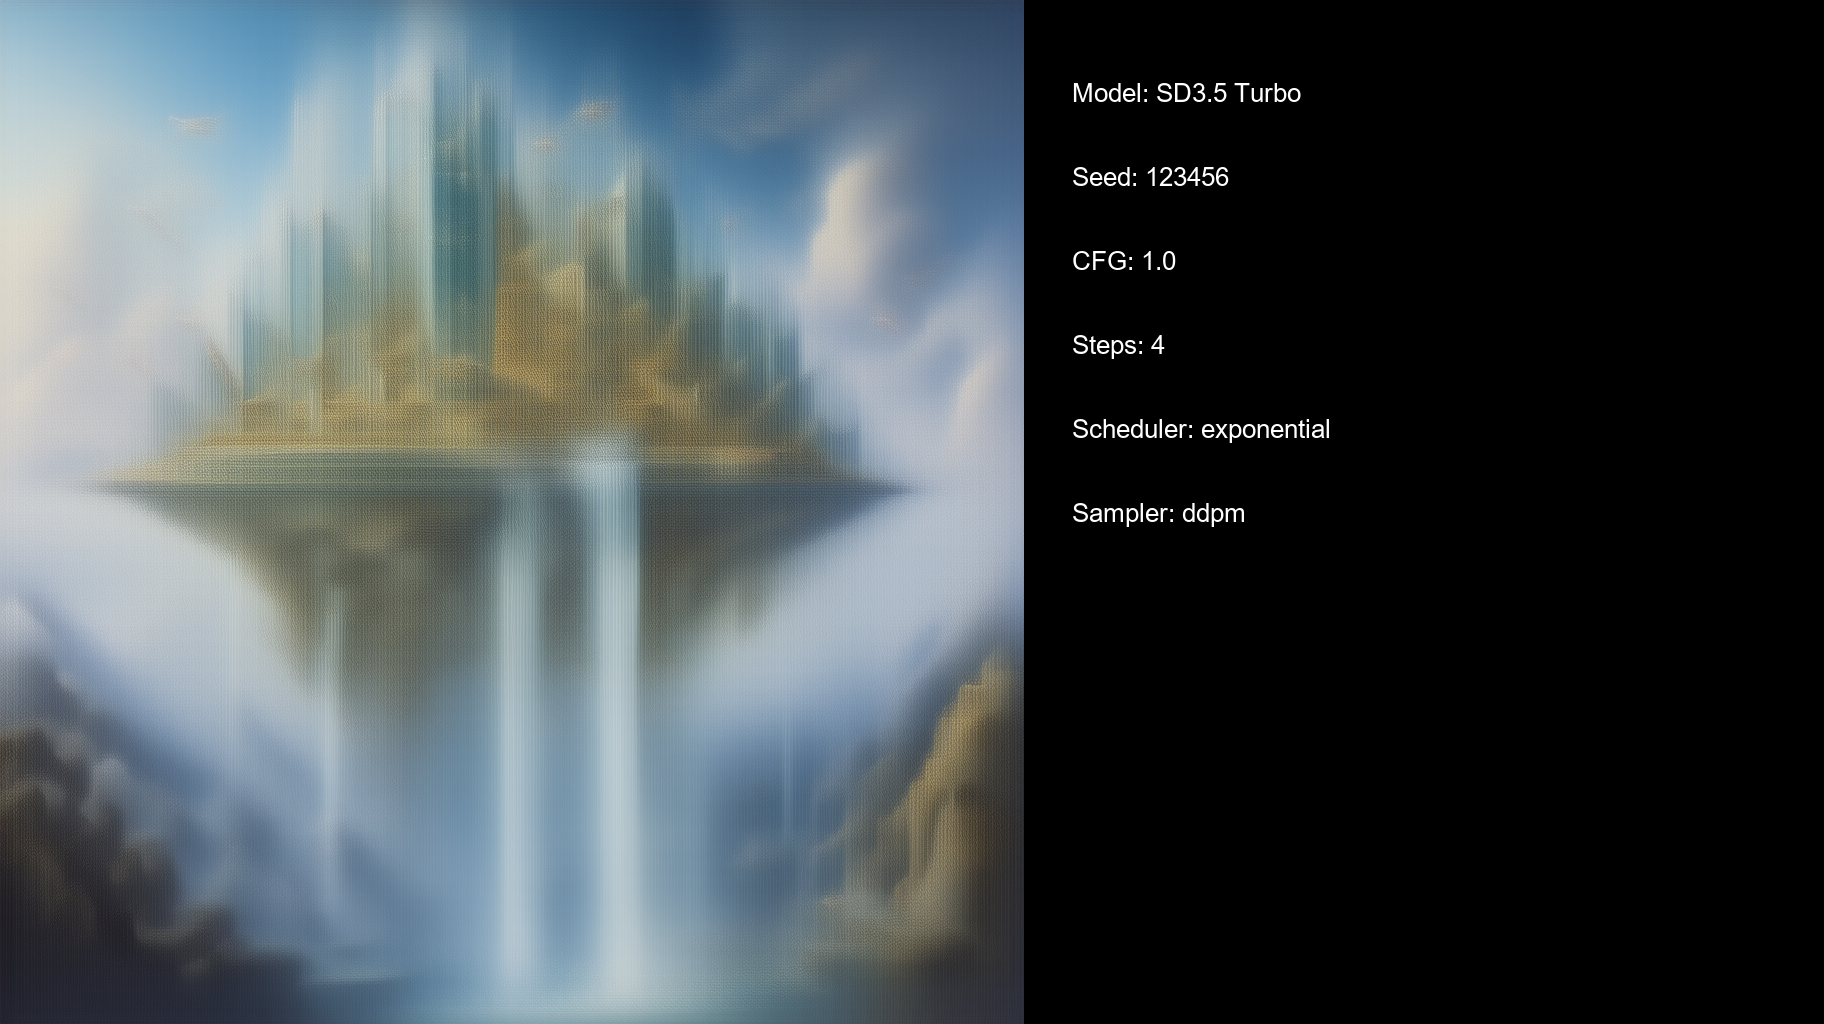 Model: SD3.5 Turbo
Seed: 123456
CFG: 1.0
Steps: 4
Scheduler: exponential
Sampler: ddpm